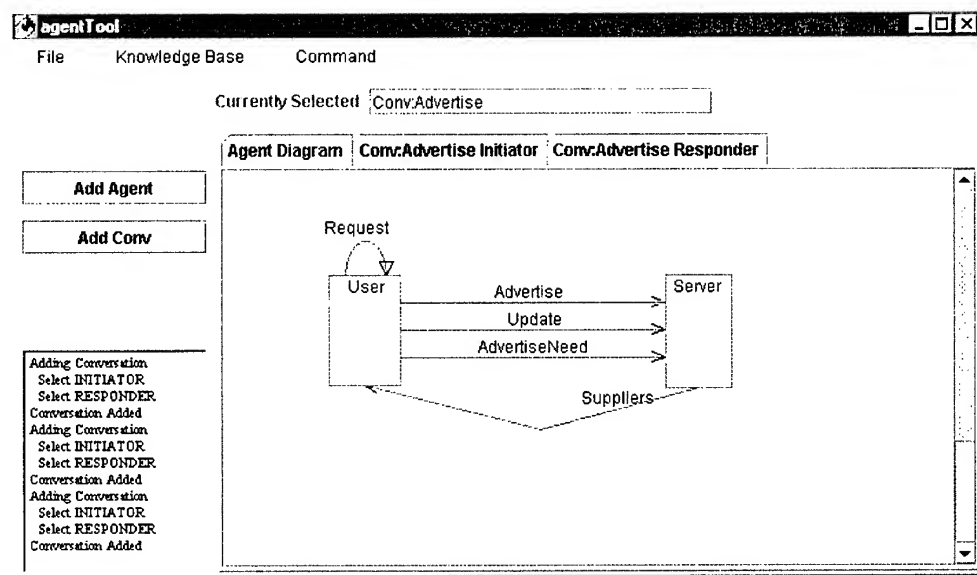 agentTool
File Knowledge Base Command
Currently Selected Conv:Advertise
Agent Diagram Conv:Advertise Initiator Conv:Advertise Responder
Add Agent
Add Conv
Request
User
Server
Advertise
Update
AdvertiseNeed
Suppliers
Adding Conversation
Select INITIATOR
Select RESPONDER
Conversation Added
Adding Conversation
Select INITIATOR
Select RESPONDER
Conversation Added
Adding Conversation
Select INITIATOR
Select RESPONDER
Conversation Added